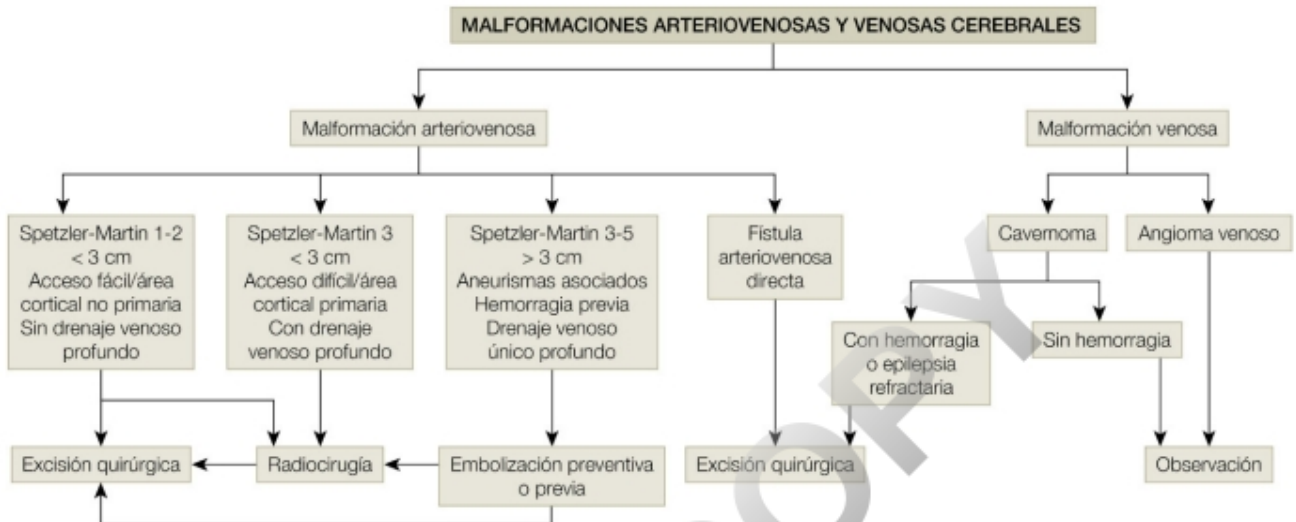 MALFORMACIONES ARTERIOVENOSAS Y VENOSAS CEREBRALES
Malformación arteriovenosa
Malformación venosa
Spetzler-Martin 1-2
< 3 cm
Acceso fácil/área
cortical no primaria
Sin drenaje venoso
profundo
Spetzler-Martin 3
< 3 cm
Acceso difícil/área
cortical primaria
Con drenaje
venoso profundo
Spetzler-Martin 3-5
> 3 cm
Aneurismas asociados
Hemorragia previa
Drenaje venoso
único profundo
Fístula
arteriovenosa
directa
Cavernoma
Angioma venoso
Con hemorragia
o epilepsia
refractaria
Sin hemorragia
Excisión quirúrgica
Radiocirugía
Embolización preventiva
o previa
Excisión quirúrgica
Observación
OPY